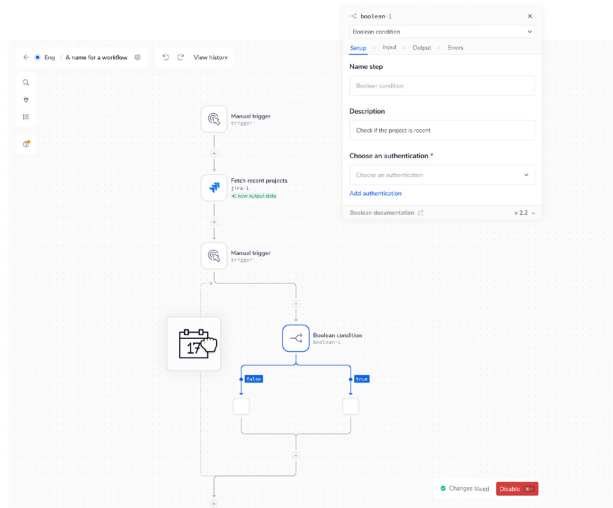 boolean-1
Boolean condition
Setup
Input
Output
Errors
Name step
Boolean condition
Description
Check if the project is recent
Choose an authentication *
Choose an authentication
Add authentication
Boolean documentation
v 2.2
Eng / A name for a workflow
View history
Manual trigger
trigger
Fetch recent projects
jira-1
new output data
Manual trigger
trigger
17
Boolean condition
boolean-1
false
true
Changes saved
Disable